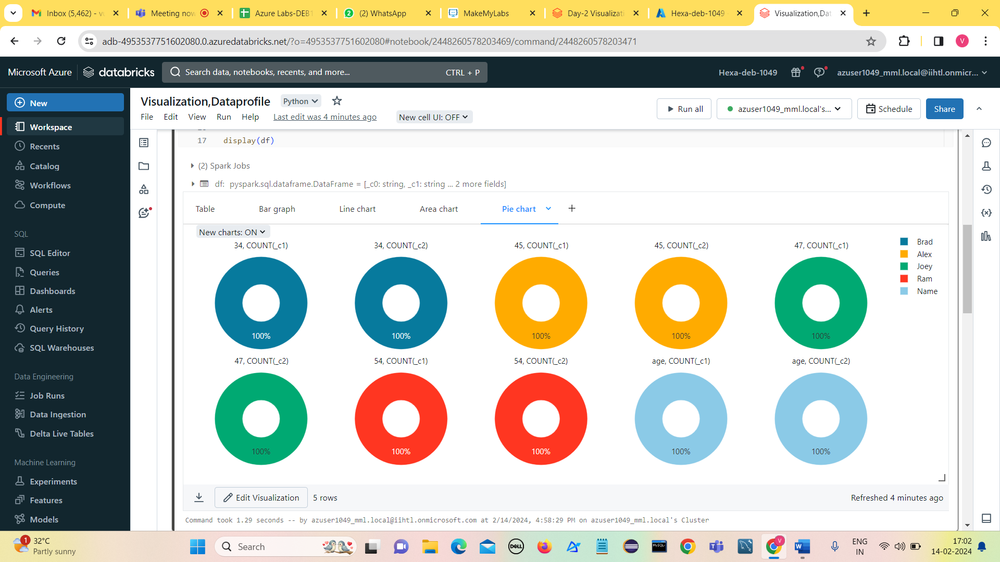 Inbox (5,462) - v
Meeting now
Azure Labs-DEB1
(2) WhatsApp
MakeMyLabs
Day-2 Visualizati
Hexa-deb-1049
Visualization,Dat
adb-4953537751602080.0.azuredatabricks.net/?o=4953537751602080#notebook/2448260578203469/command/2448260578203471
V
Microsoft Azure
databricks
Search data, notebooks, recents, and more...
CTRL + P
Hexa-deb-1049
azuser1049_mml.local@iihtl.onmicr...
New
Workspace
Recents
Catalog
Workflows
Compute
SQL
SQL Editor
Queries
Dashboards
Alerts
Query History
SQL Warehouses
Data Engineering
Job Runs
Data Ingestion
Delta Live Tables
Machine Learning
Experiments
Features
Models
Visualization,Dataprofile
Python
File Edit View Run Help
Last edit was 4 minutes ago
New cell UI: OFF
Run all
azuser1049_mml.local's...
Schedule
Share
17 display(df)
(2) Spark Jobs
df: pyspark.sql.dataframe.DataFrame = [_c0: string, _c1: string ... 2 more fields]
Table
Bar graph
Line chart
Area chart
Pie chart
+
New charts: ON
34, COUNT(_c1)
34, COUNT(_c2)
45, COUNT(_c1)
45, COUNT(_c2)
47, COUNT(_c1)
100%
100%
100%
100%
100%
47, COUNT(_c2)
54, COUNT(_c1)
54, COUNT(_c2)
age, COUNT(_c1)
age, COUNT(_c2)
100%
100%
100%
100%
100%
Brad
Alex
Joey
Ram
Name
Edit Visualization
5 rows
Refreshed 4 minutes ago
Command took 1.29 seconds -- by azuser1049_mml.local@iihtl.onmicrosoft.com at 2/14/2024, 4:58:29 PM on azuser1049_mml.local's Cluster
1
32°C
Partly sunny
Search
DELL
MySQL
V
W
ENG
IN
17:02
14-02-2024